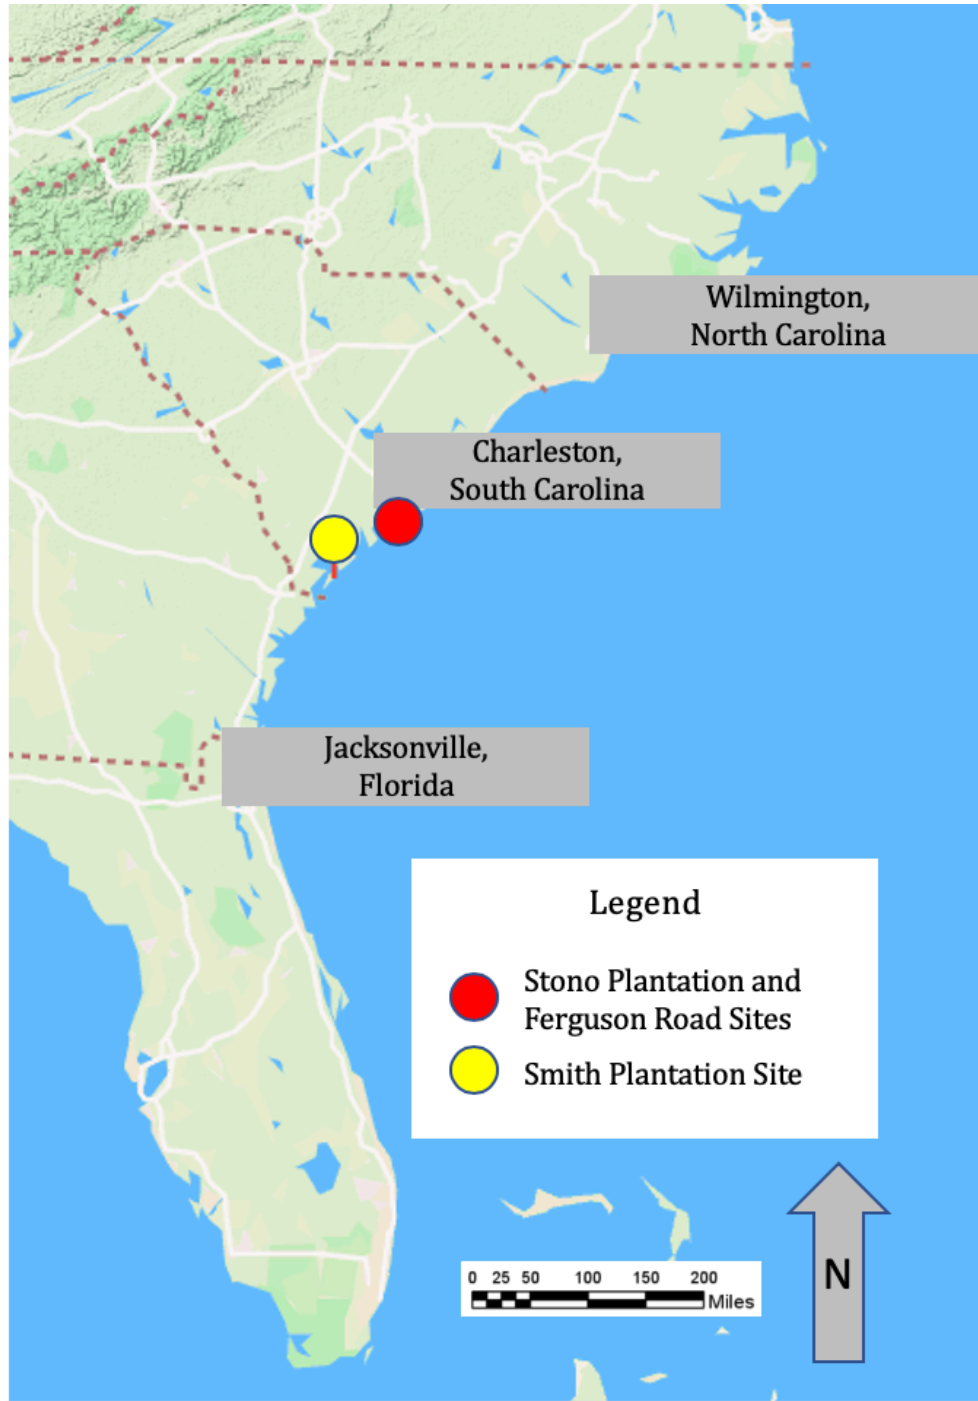 Wilmington,
North Carolina
Charleston,
South Carolina
Jacksonville,
Florida
Legend
Stono Plantation and
Ferguson Road Sites
Smith Plantation Site
0 25 50 100 150 200
Miles
N